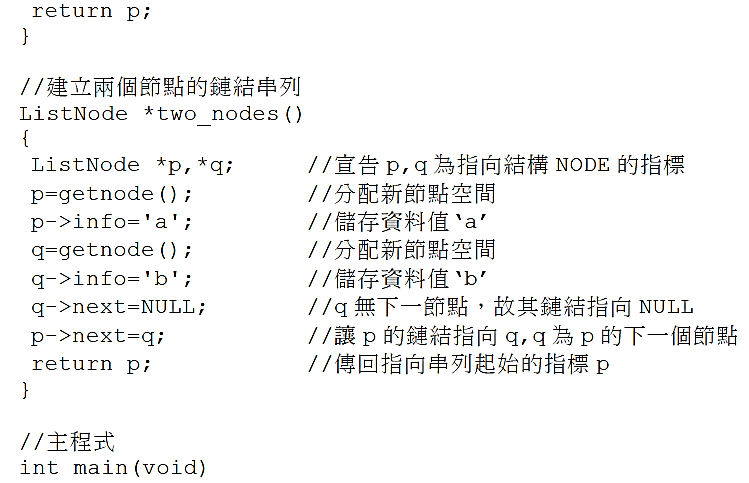 return p;
}
//建立兩個節點的鏈結串列
ListNode *two_nodes()
{
ListNode *p,*q; //宣告 p,q 為指向結構 NODE 的指標
p=getnode(); //分配新節點空間
p->info='a'; //儲存資料值‘a’
q=getnode(); //分配新節點空間
q->info='b'; //儲存資料值‘b’
q->next=NULL; //q 無下一節點，故其鏈結指向 NULL
p->next=q; //讓 p 的鏈結指向 q,q 為 p 的下一個節點
return p; //傳回指向串列起始的指標 p
}
//主程式
int main(void)